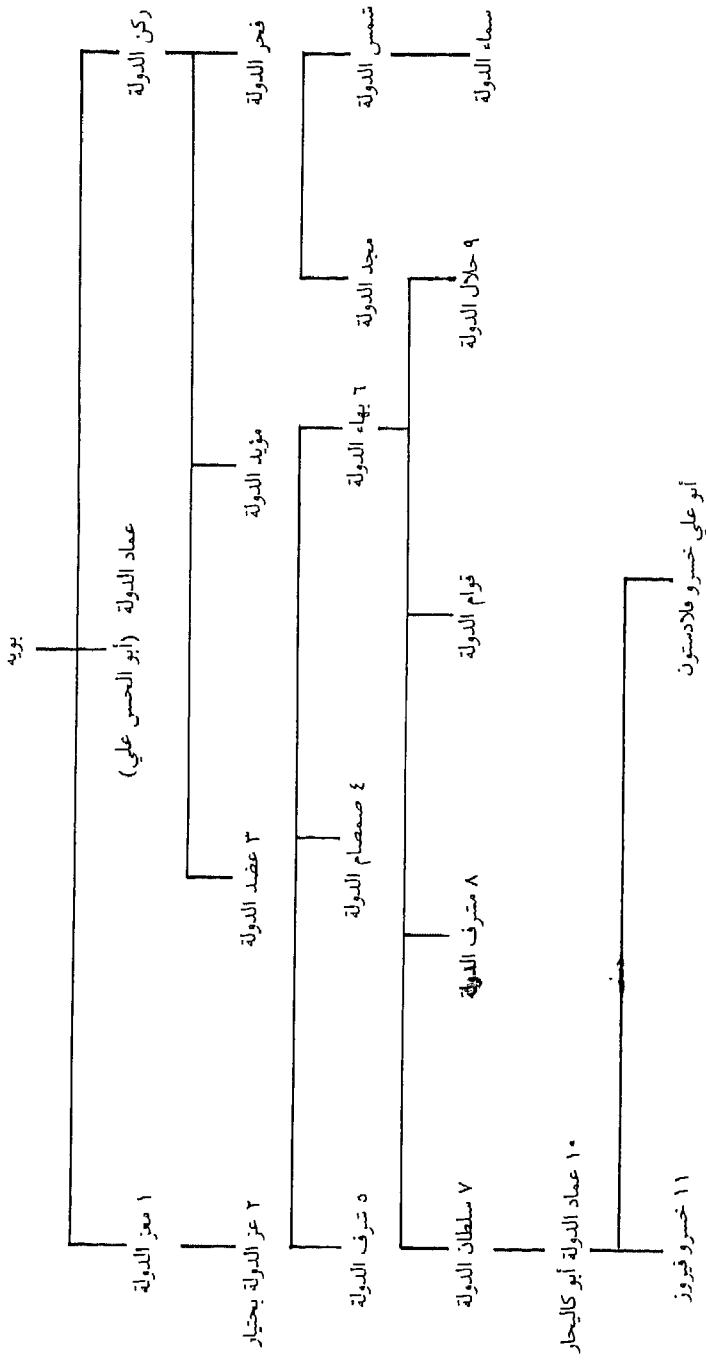 بويه
ركن الدولة
عماد الدولة (أبو الحسن علي)
١ معز الدولة
فخر الدولة
مؤيد الدولة
٣ عضد الدولة
٢ عز الدولة بختيار
شمس الدولة
مجد الدولة
٦ بهاء الدولة
٤ صمصام الدولة
٥ شرف الدولة
سماء الدولة
٩ جلال الدولة
قوام الدولة
٨ مشرف الدولة
٧ سلطان الدولة
١٠ عماد الدولة أبو كاليجار
أبو علي خسرو فلادستون
١١ خسرو فيروز